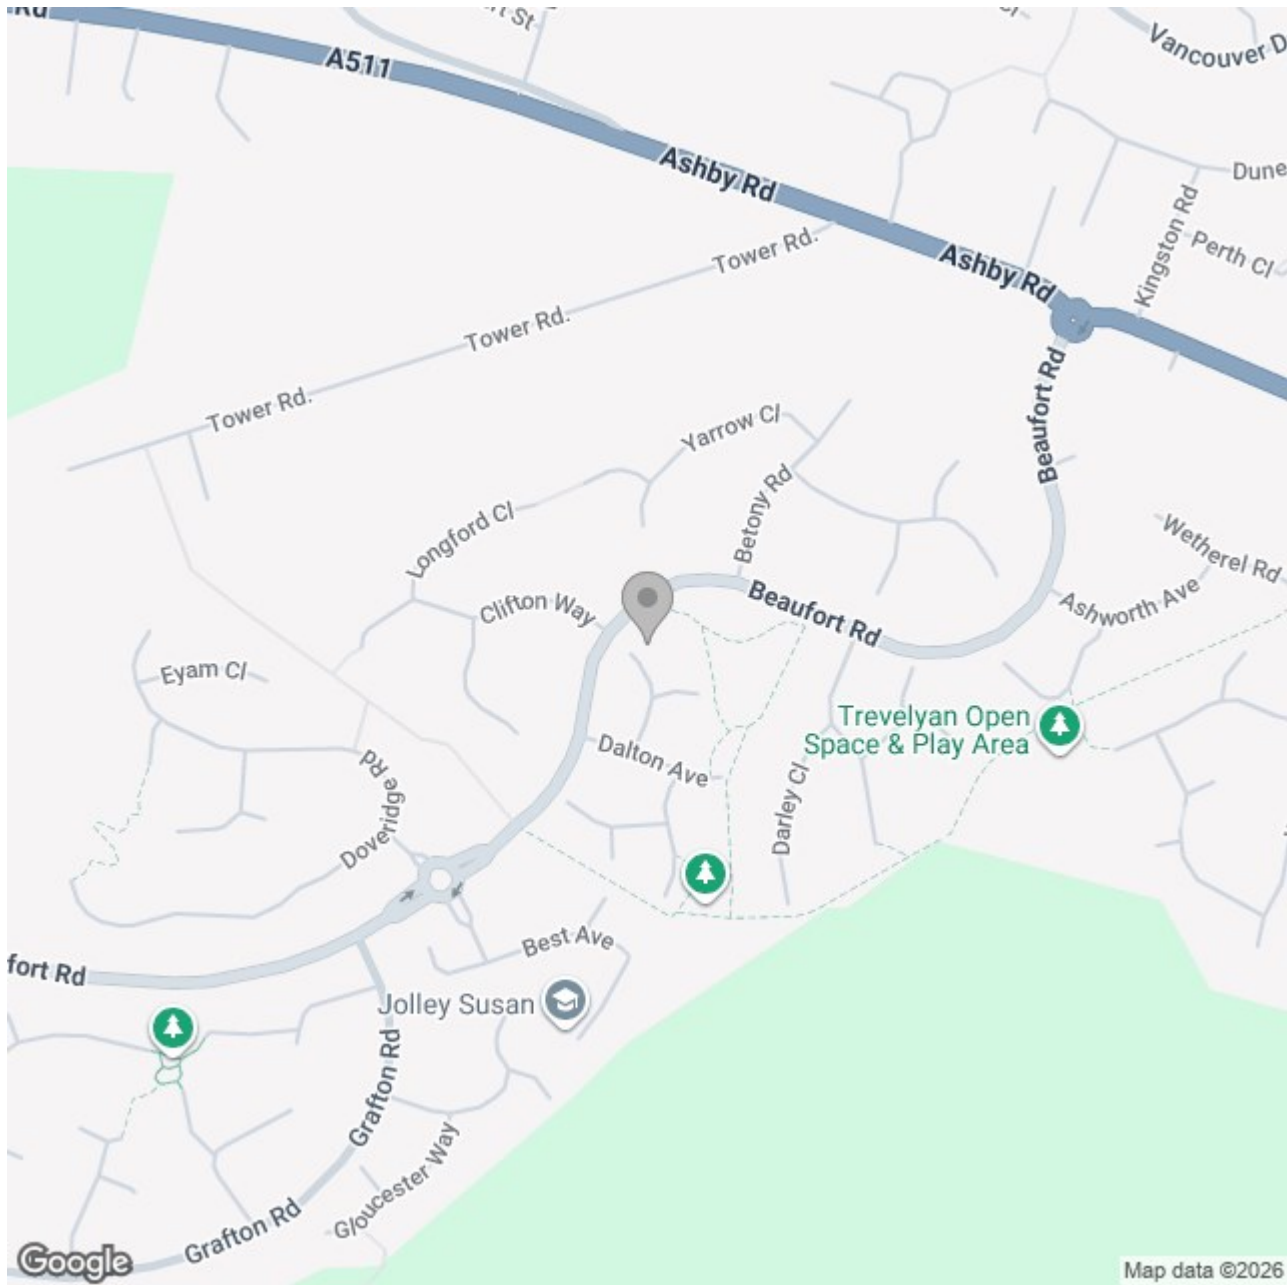 Rd
A511
Vancouver D
Ashby Rd
Dune
Kingston Rd
Perth Cl
Tower Rd.
Ashby Rd
Tower Rd.
Beaufort Rd
Tower Rd.
Yarrow Cl
Betony Rd
Longford Cl
Wetherel Rd
Clifton Way
Beaufort Rd
Ashworth Ave
Eyam Cl
Trevelyan Open
Space & Play Area
Dalton Ave
Doveridge Rd
Darley Cl
Best Ave
fort Rd
Jolley Susan
Grafton Rd
Gloucester Way
Grafton Rd
Google
Map data ©2026